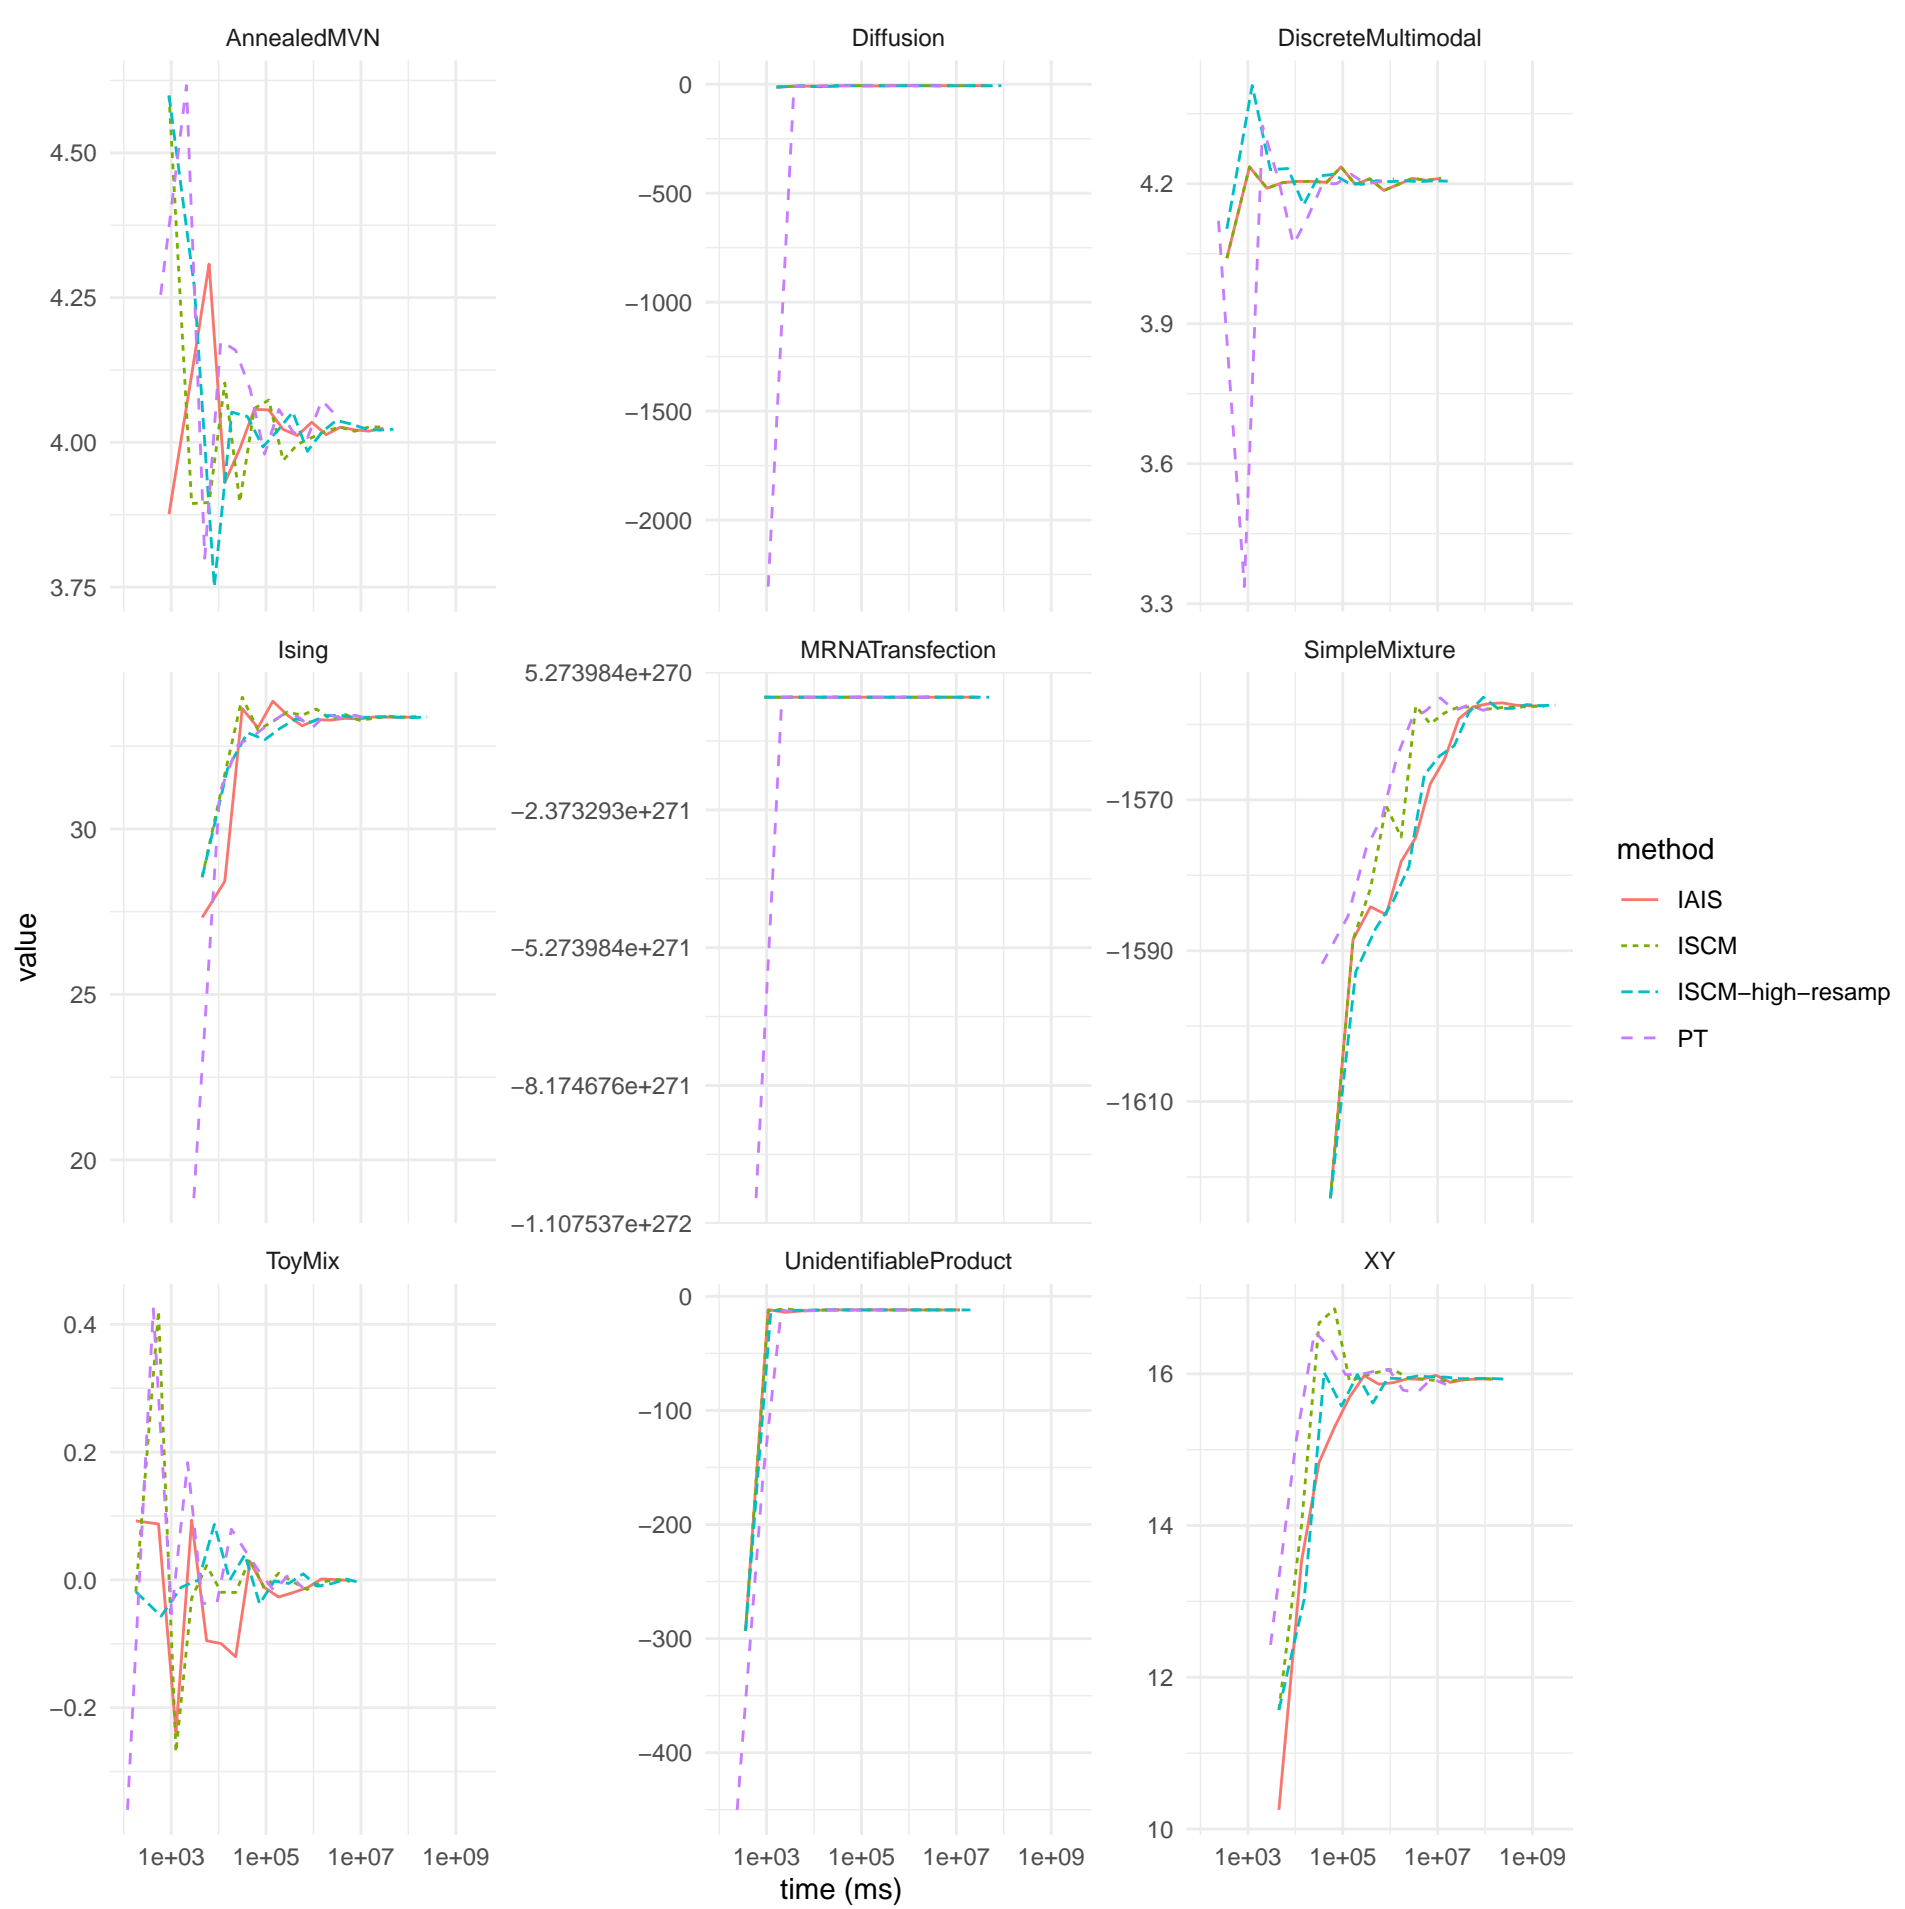 AnnealedMVN
Diffusion
DiscreteMultimodal
4.50
4.25
4.00
3.75
0
−500
−1000
−1500
−2000
4.2
3.9
3.6
3.3
Ising
MRNATransfection
SimpleMixture
30
25
20
5.273984e+270
−2.373293e+271
−5.273984e+271
−8.174676e+271
−1.107537e+272
−1570
−1590
−1610
ToyMix
UnidentifiableProduct
XY
0.4
0.2
0.0
−0.2
0
−100
−200
−300
−400
16
14
12
10
1e+03 1e+05 1e+07 1e+09
1e+03 1e+05 1e+07 1e+09
1e+03 1e+05 1e+07 1e+09
time (ms)
value
method
IAIS
ISCM
ISCM−high−resamp
PT